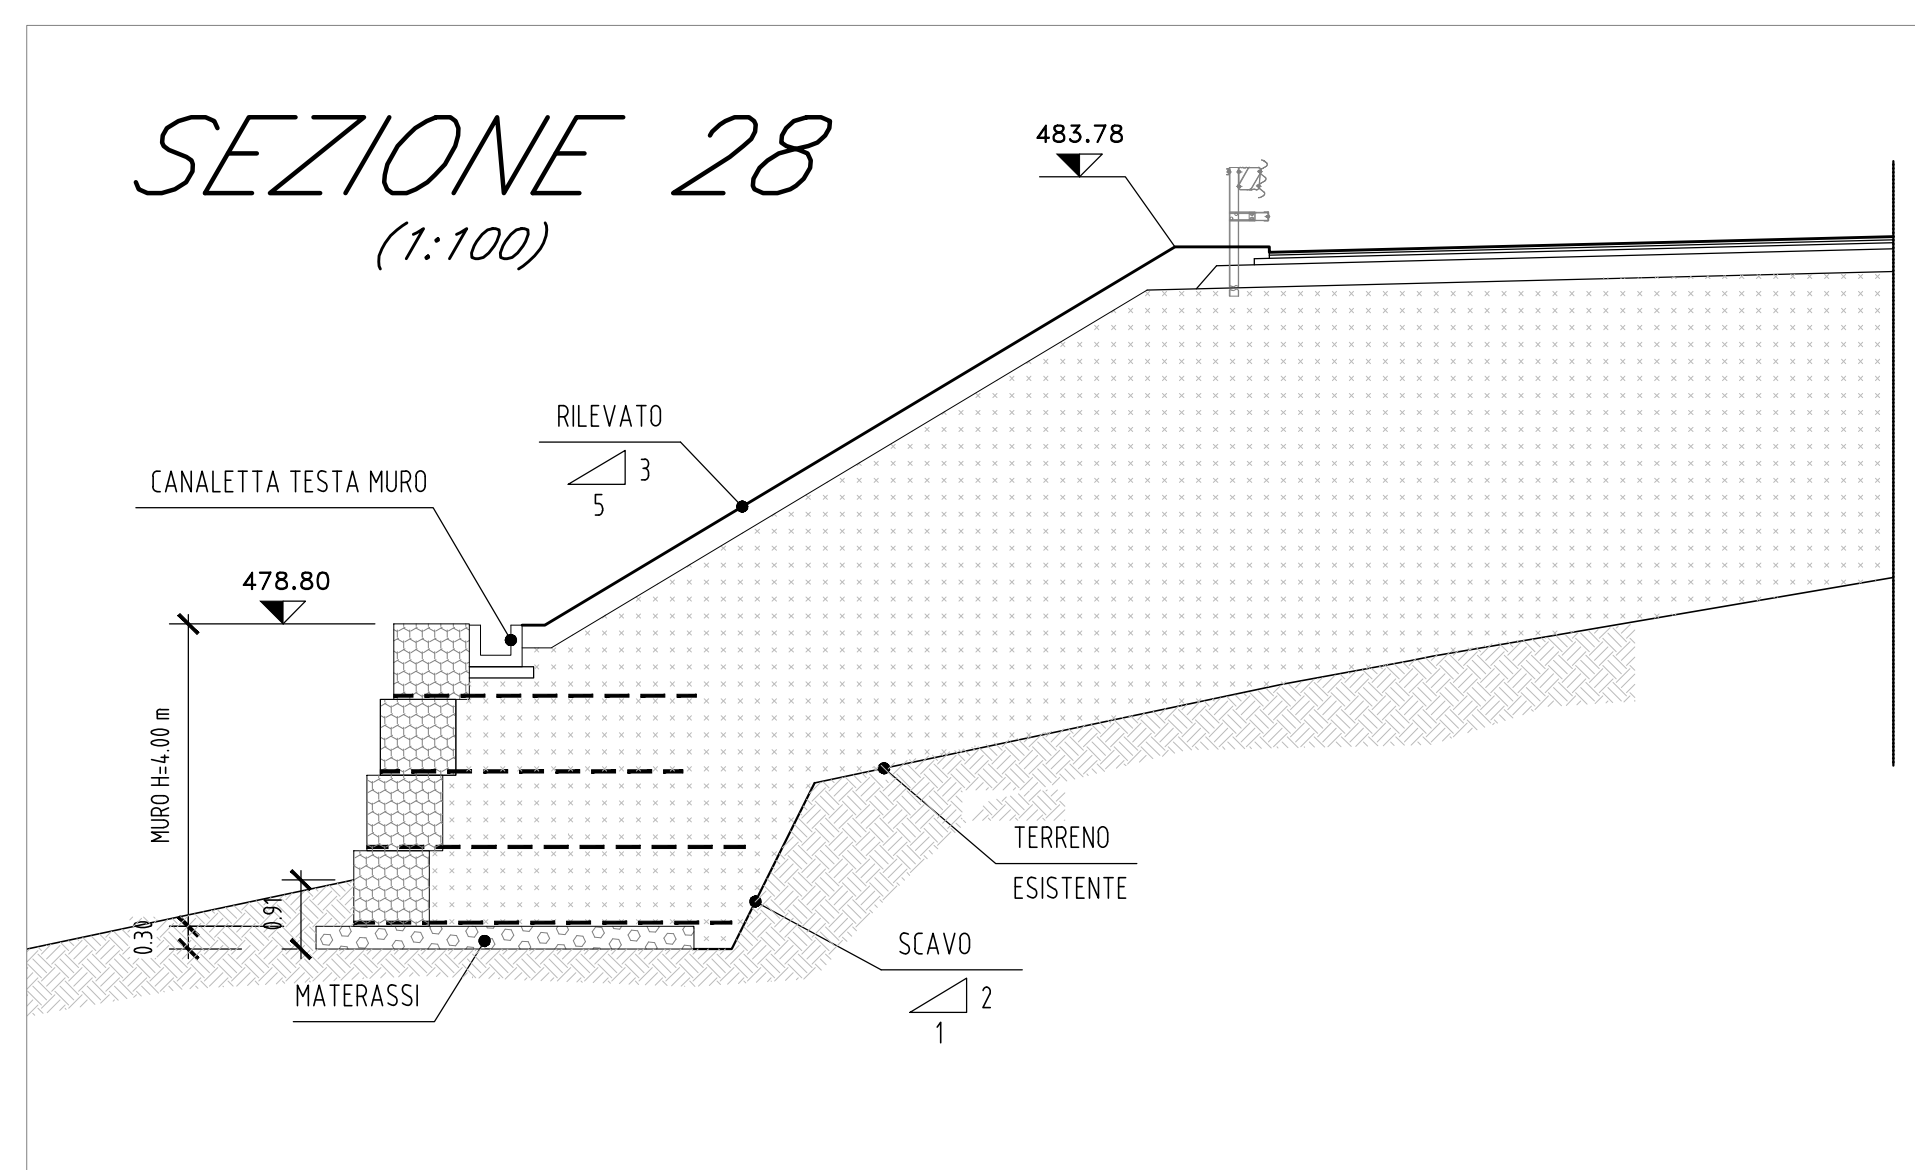 SEZIONE 28
(1:100)
483.78
RILEVATO
3
5
CANALETTA TESTA MURO
478.80
MURO H=4.00 m
0.91
0.30
TERRENO
ESISTENTE
SCAVO
2
1
MATERASSI